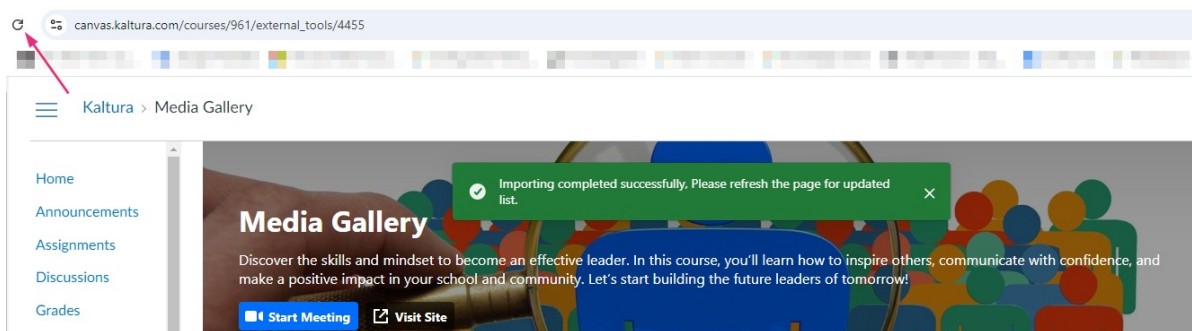 canvas.kaltura.com/courses/961/external_tools/4455
Kaltura > Media Gallery
Home
Announcements
Assignments
Discussions
Grades
Importing completed successfully, Please refresh the page for updated
list.
Media Gallery
Discover the skills and mindset to become an effective leader. In this course, you'll learn how to inspire others, communicate with confidence, and
make a positive impact in your school and community. Let's start building the future leaders of tomorrow!
Start Meeting
Visit Site